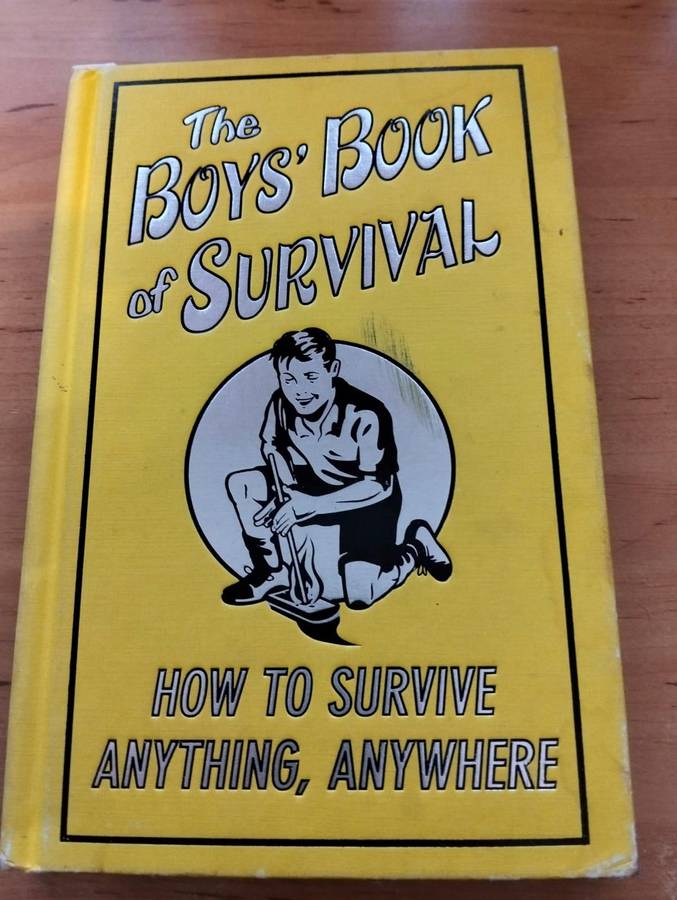 The
BOYS' BOOK
of SURVIVAL
HOW TO SURVIVE
ANYTHING, ANYWHERE